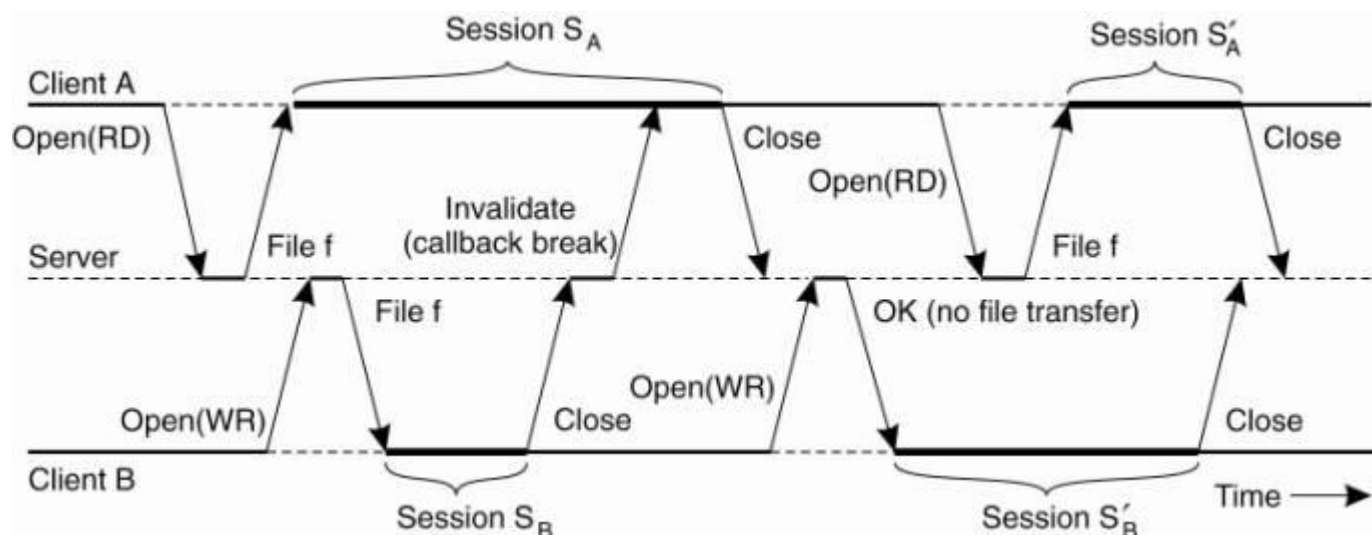 Session S_A
Session S′_A
Client A
Open(RD)
Close
Close
Open(RD)
Invalidate
(callback break)
Server
File f
File f
File f
OK (no file transfer)
Open(WR)
Close
Open(WR)
Close
Client B
Time
Session S_B
Session S′_B